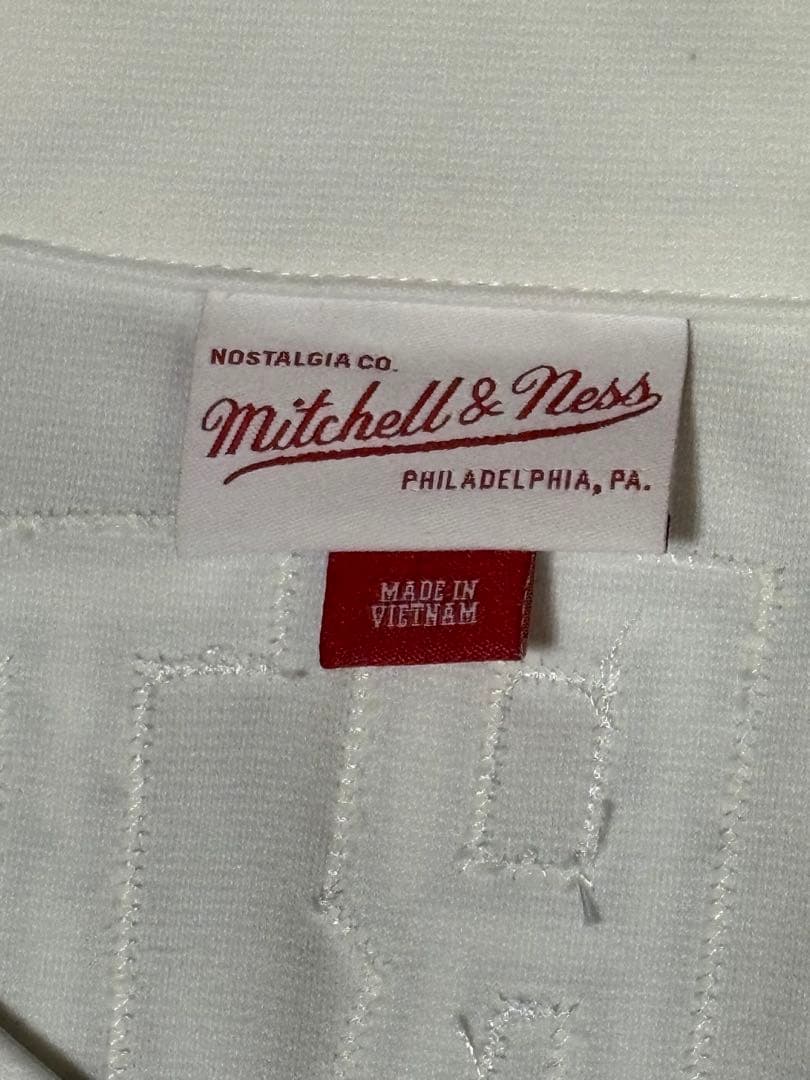 NOSTALGIA CO.
Mitchell & Ness
PHILADELPHIA, PA.
MADE IN
VIETNAM